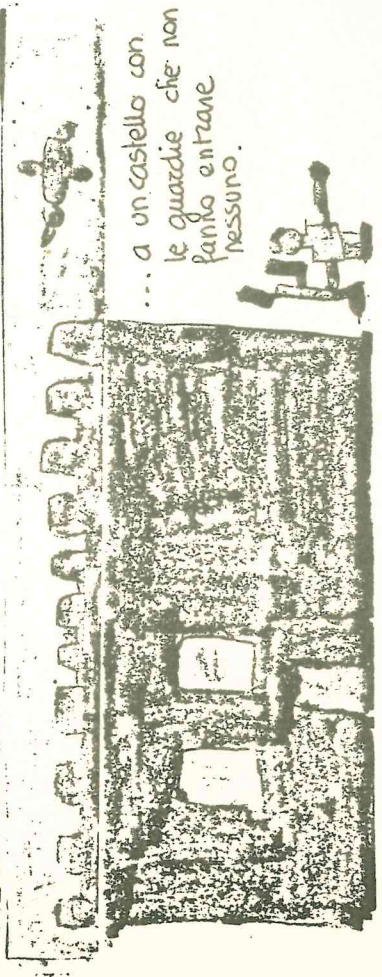 ... a un castello con
le guardie che non
fanno entrare
nessuno.